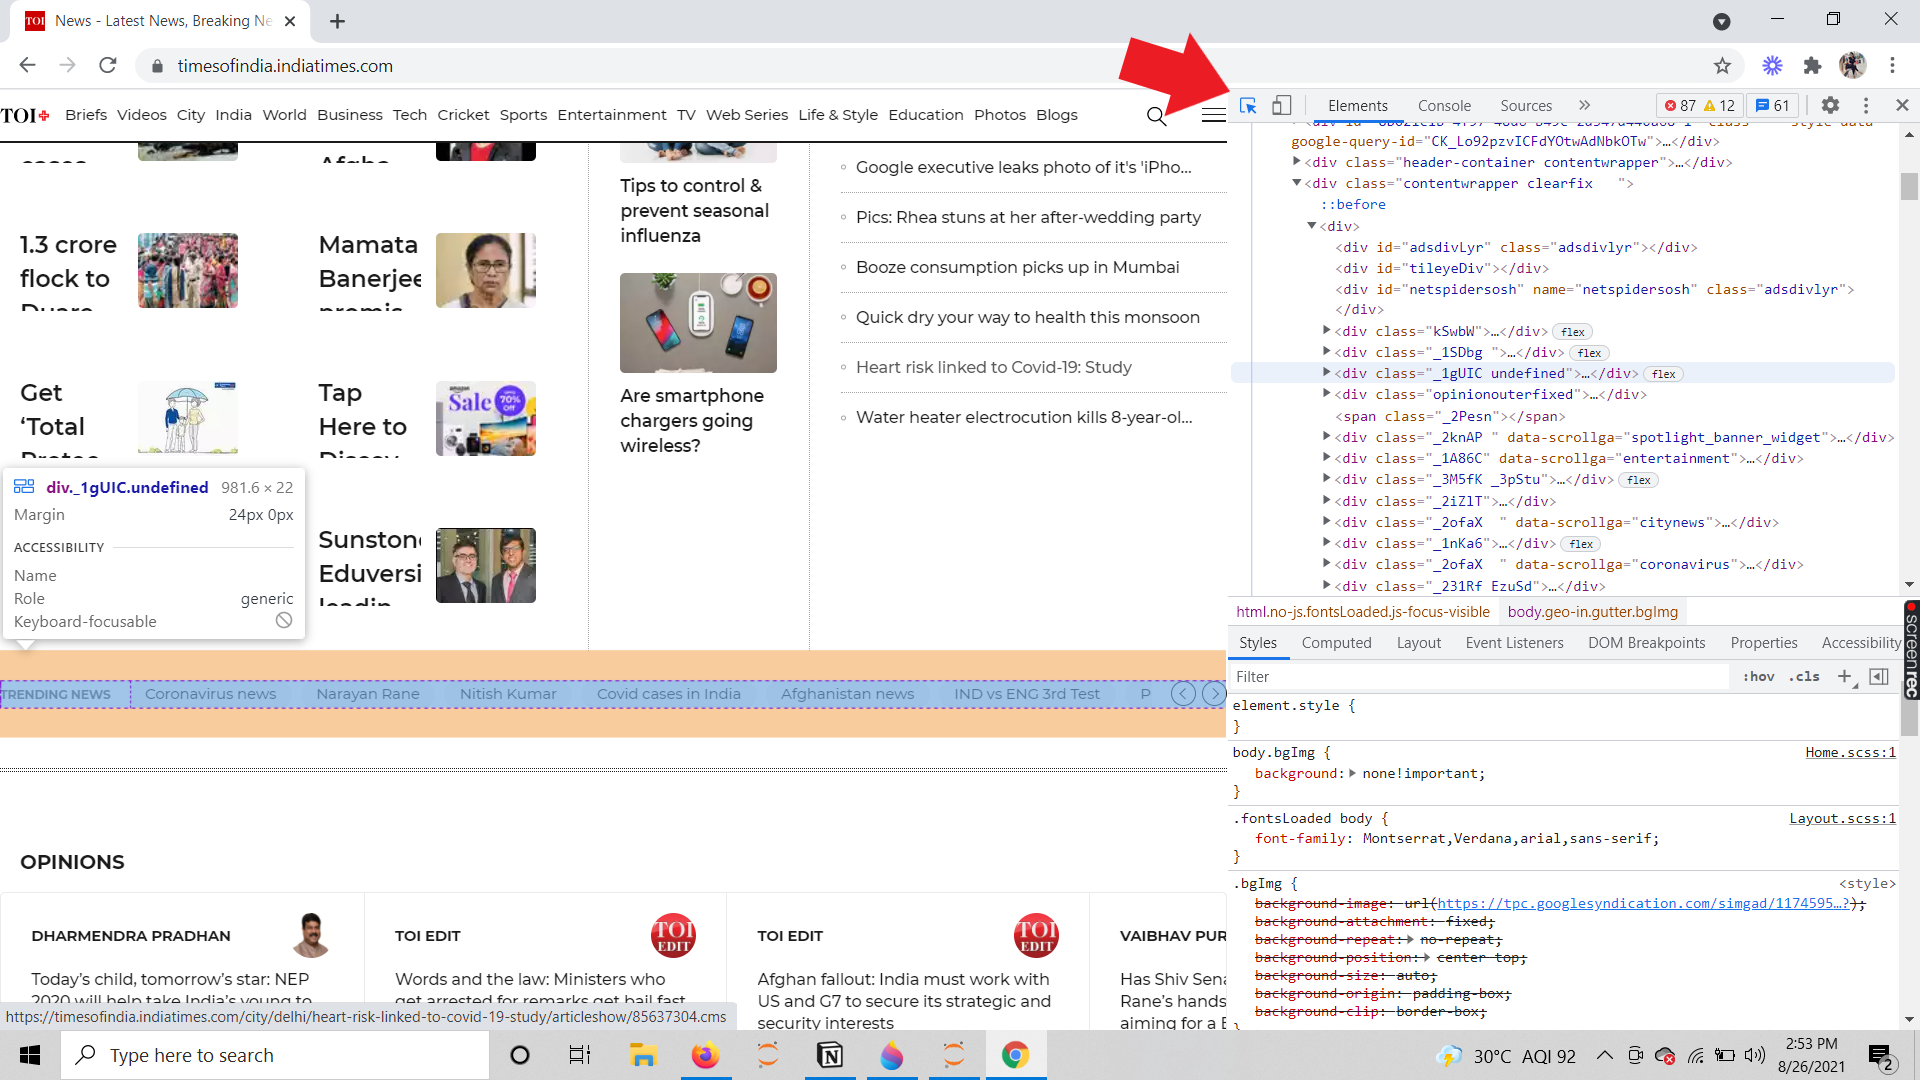 TOI
News - Latest News, Breaking Ne
timesofindia.indiatimes.com
TOI+
Briefs Videos City India World Business Tech Cricket Sports Entertainment TV Web Series Life & Style Education Photos Blogs
1.3 crore
flock to
Mamata
Banerjee
Get
‘Total
Tap
Here to
Sunstone
Eduversi
amazon
Sale
UP TO
70%
Off
Tips to control &
prevent seasonal
influenza
Are smartphone
chargers going
wireless?
Google executive leaks photo of it's 'iPho...
Pics: Rhea stuns at her after-wedding party
Booze consumption picks up in Mumbai
Quick dry your way to health this monsoon
Heart risk linked to Covid-19: Study
Water heater electrocution kills 8-year-ol...
div._1gUIC.undefined 981.6 × 22
Margin 24px 0px
ACCESSIBILITY
Name
Role generic
Keyboard-focusable
TRENDING NEWS Coronavirus news Narayan Rane Nitish Kumar Covid cases in India Afghanistan news IND vs ENG 3rd Test P
OPINIONS
DHARMENDRA PRADHAN
Today’s child, tomorrow’s star: NEP
2020 will help take India’s young to
TOI EDIT
TOI
EDIT
Words and the law: Ministers who
get arrested for remarks get bail fast
TOI EDIT
TOI
EDIT
Afghan fallout: India must work with
US and G7 to secure its strategic and
security interests
VAIBHAV PUR
Has Shiv Sena
Rane’s hands
aiming for a B
https://timesofindia.indiatimes.com/city/delhi/heart-risk-linked-to-covid-19-study/articleshow/85637304.cms
Elements Console Sources » 87 12 61
google-query-id="CK_Lo92pzvICFdYOtwAdNbkOTw">…</div>
<div class="header-container contentwrapper">…</div>
<div class="contentwrapper clearfix   ">
::before
<div>
<div id="adsdivLyr" class="adsdivlyr"></div>
<div id="tileyeDiv"></div>
<div id="netspidersosh" name="netspidersosh" class="adsdivlyr">
</div>
<div class="kSwbW">…</div> flex
<div class="_1SDbg ">…</div> flex
<div class="_1gUIC undefined">…</div> flex
<div class="opinionouterfixed">…</div>
<span class="_2Pesn"></span>
<div class="_2knAP " data-scrollga="spotlight_banner_widget">…</div>
<div class="_1A86C" data-scrollga="entertainment">…</div>
<div class="_3M5fK _3pStu">…</div> flex
<div class="_2iZlT">…</div>
<div class="_2ofaX  " data-scrollga="citynews">…</div>
<div class="_1nKa6">…</div> flex
<div class="_2ofaX  " data-scrollga="coronavirus">…</div>
<div class="_231Rf EzuSd">…</div>
html.no-js.fontsLoaded.js-focus-visible body.geo-in.gutter.bgImg
Styles Computed Layout Event Listeners DOM Breakpoints Properties Accessibility
Filter :hov .cls +
element.style {
}
body.bgImg { Home.scss:1
background: none!important;
}
.fontsLoaded body { Layout.scss:1
font-family: Montserrat,Verdana,arial,sans-serif;
}
.bgImg { <style>
background-image: url(https://tpc.googlesyndication.com/simgad/1174595…?);
background-attachment: fixed;
background-repeat: no-repeat;
background-position: center top;
background-size: auto;
background-origin: padding-box;
background-clip: border-box;
screenrec
Type here to search
30°C AQI 92
2:53 PM
8/26/2021
2